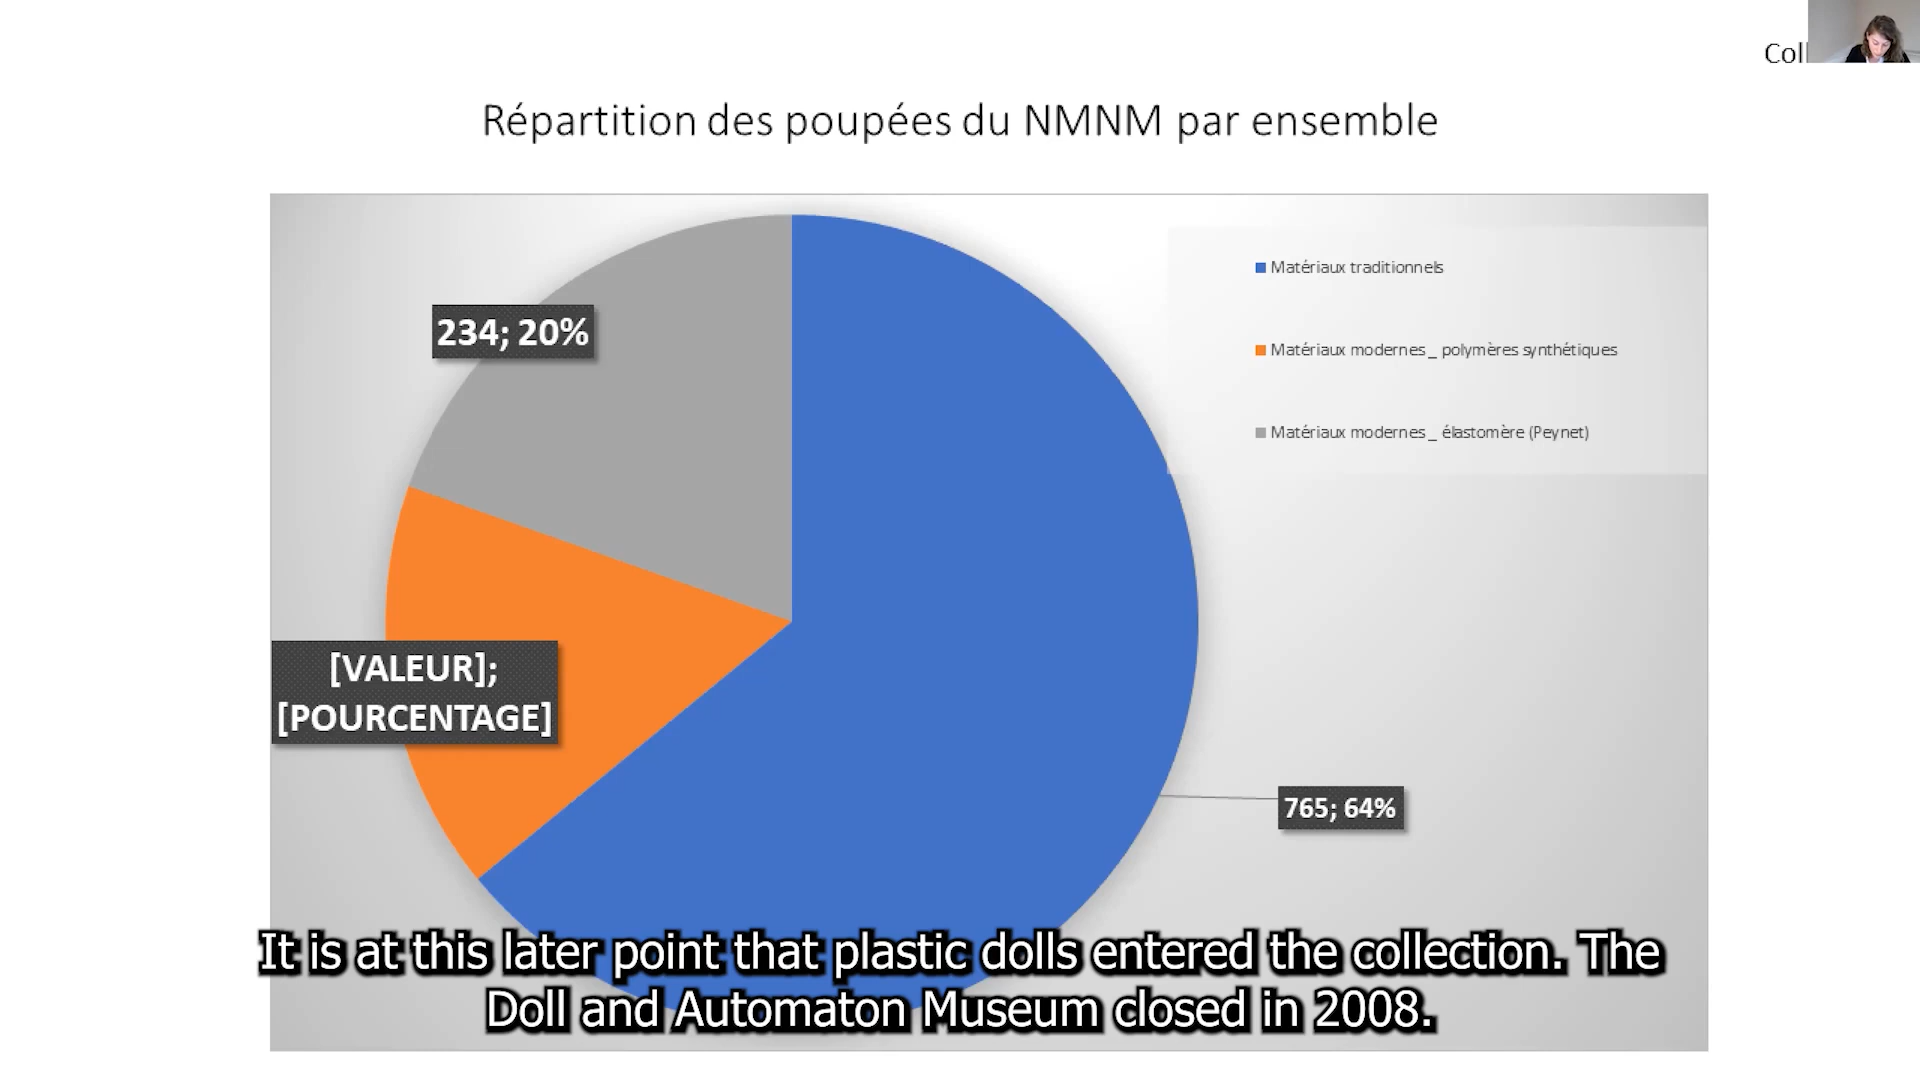 Coll
Répartition des poupées du NMNM par ensemble
Matériaux traditionnels
Matériaux modernes _ polymères synthétiques
Matériaux modernes _ élastomère (Peynet)
234; 20%
[VALEUR];
[POURCENTAGE]
765; 64%
It is at this later point that plastic dolls entered the collection. The
Doll and Automaton Museum closed in 2008.